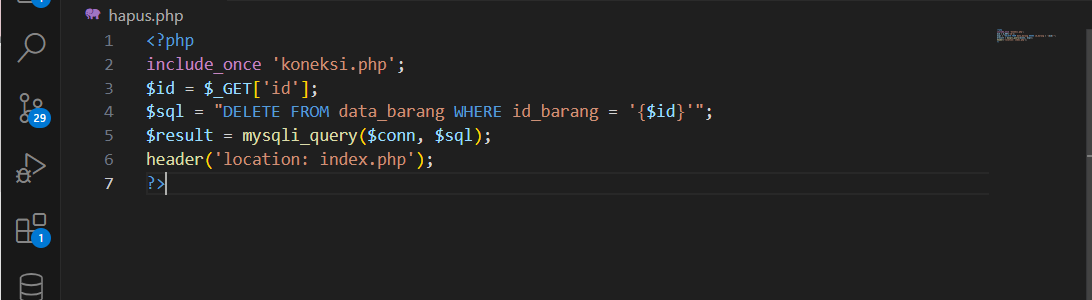 hapus.php
1 <?php
2 include_once 'koneksi.php';
3 $id = $_GET['id'];
4 $sql = "DELETE FROM data_barang WHERE id_barang = '{$id}'";
5 $result = mysqli_query($conn, $sql);
6 header('location: index.php');
7 ?>
29
1